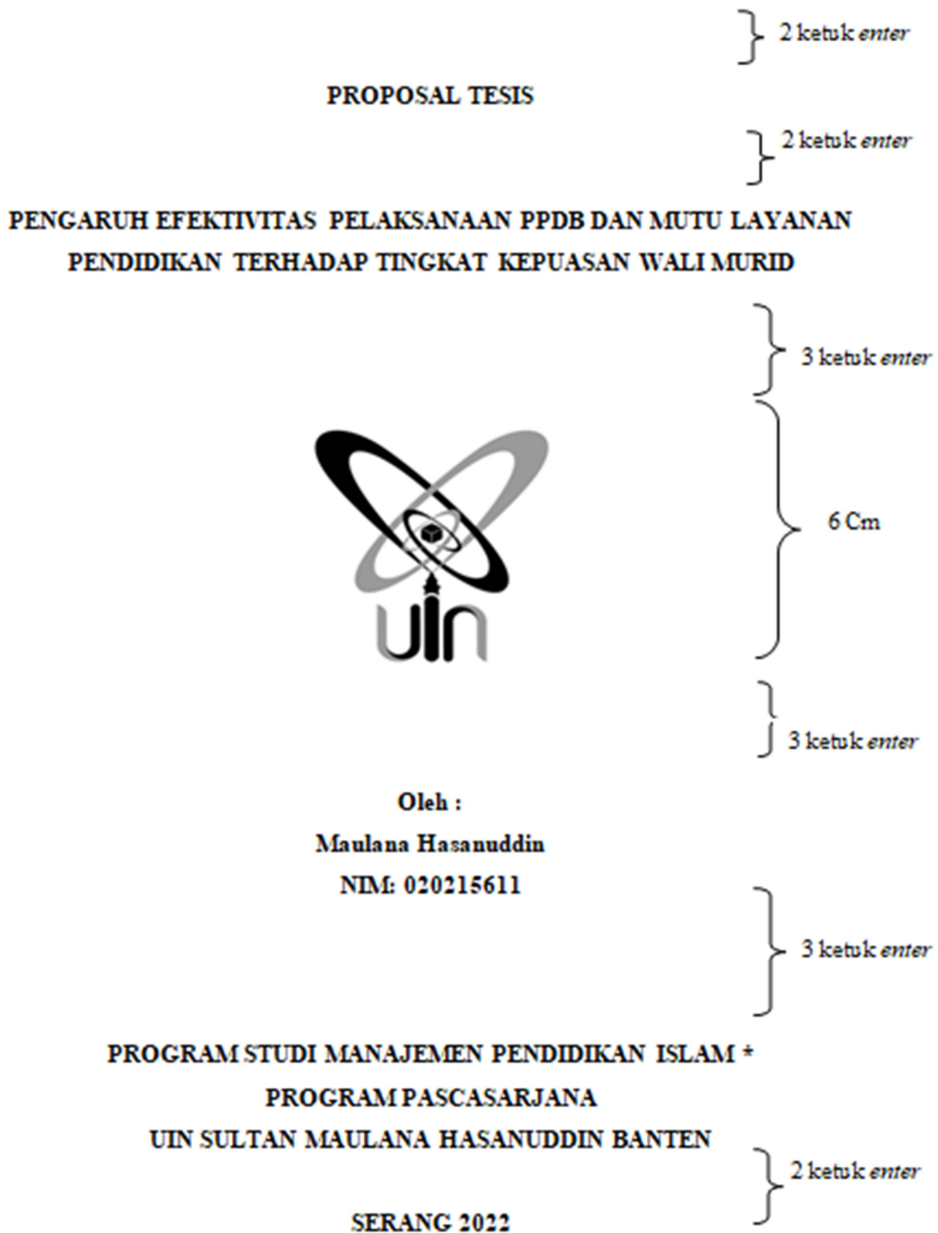 2 ketuk enter
PROPOSAL TESIS
2 ketuk enter
PENGARUH EFEKTIVITAS PELAKSANAAN PPDB DAN MUTU LAYANAN
PENDIDIKAN TERHADAP TINGKAT KEPUASAN WALI MURID
3 ketuk enter
6 Cm
uin
3 ketuk enter
Oleh :
Maulana Hasanuddin
NIM: 020215611
3 ketuk enter
PROGRAM STUDI MANAJEMEN PENDIDIKAN ISLAM *
PROGRAM PASCASARJANA
UIN SULTAN MAULANA HASANUDDIN BANTEN
2 ketuk enter
SERANG 2022